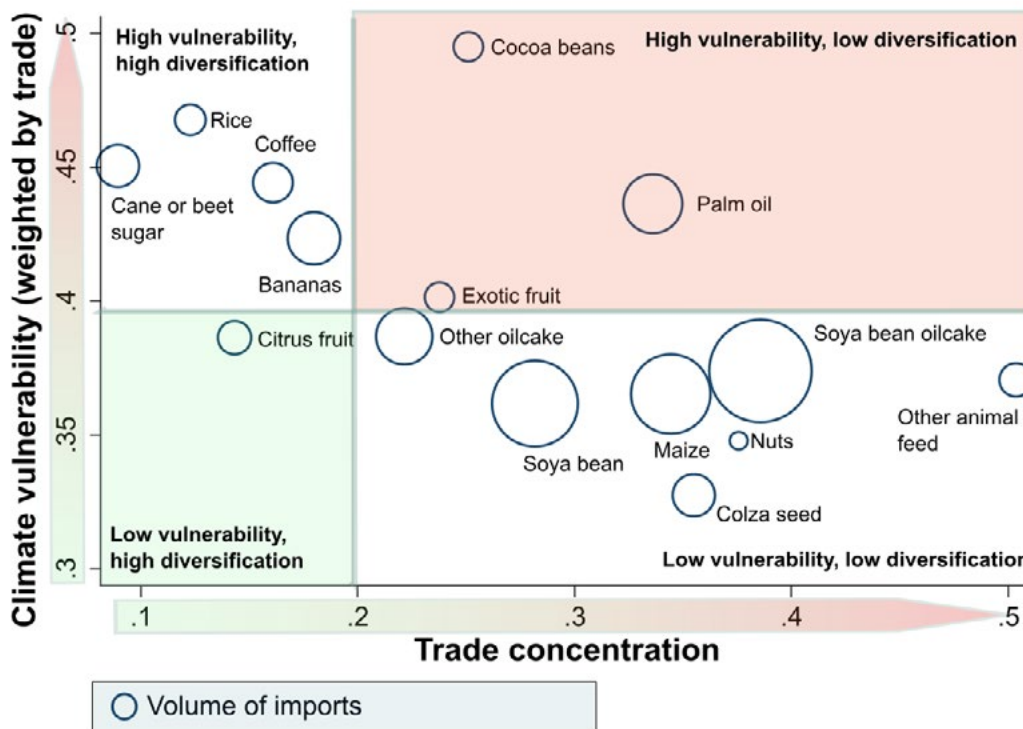 Climate vulnerability (weighted by trade)
.5
.45
.4
.35
.3
High vulnerability,
high diversification
High vulnerability, low diversification
Cocoa beans
Rice
Coffee
Cane or beet
sugar
Bananas
Palm oil
Exotic fruit
Citrus fruit
Other oilcake
Soya bean oilcake
Other animal
feed
Nuts
Maize
Soya bean
Colza seed
Low vulnerability,
high diversification
Low vulnerability, low diversification
.1
.2
.3
.4
.5
Trade concentration
Volume of imports